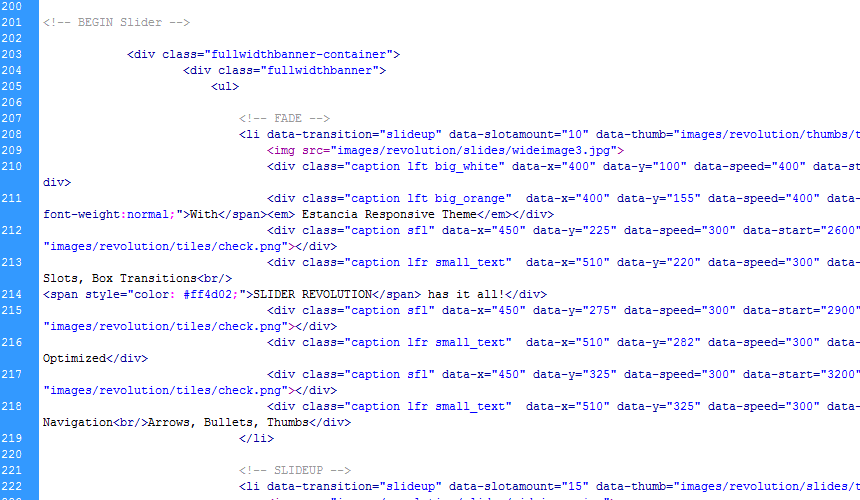 200
201 <!-- BEGIN Slider -->
202
203 <div class="fullwidthbanner-container">
204 <div class="fullwidthbanner">
205 <ul>
206
207 <!-- FADE -->
208 <li data-transition="slideup" data-slotamount="10" data-thumb="images/revolution/thumbs/t
209 <img src="images/revolution/slides/wideimage3.jpg">
210 <div class="caption lft big_white" data-x="400" data-y="100" data-speed="400" data-st
div>
211 <div class="caption lft big_orange" data-x="400" data-y="155" data-speed="400" data-
font-weight:normal;">With</span><em> Estancia Responsive Theme</em></div>
212 <div class="caption sfl" data-x="450" data-y="225" data-speed="300" data-start="2600"
"images/revolution/tiles/check.png"></div>
213 <div class="caption lfr small_text" data-x="510" data-y="220" data-speed="300" data-
Slots, Box Transitions<br/>
214 <span style="color: #ff4d02;">SLIDER REVOLUTION</span> has it all!</div>
215 <div class="caption sfl" data-x="450" data-y="275" data-speed="300" data-start="2900"
"images/revolution/tiles/check.png"></div>
216 <div class="caption lfr small_text" data-x="510" data-y="282" data-speed="300" data-
Optimized</div>
217 <div class="caption sfl" data-x="450" data-y="325" data-speed="300" data-start="3200"
"images/revolution/tiles/check.png"></div>
218 <div class="caption lfr small_text" data-x="510" data-y="325" data-speed="300" data-
Navigation<br/>Arrows, Bullets, Thumbs</div>
219 </li>
220
221 <!-- SLIDEUP -->
222 <li data-transition="slideup" data-slotamount="15" data-thumb="images/revolution/slides/t